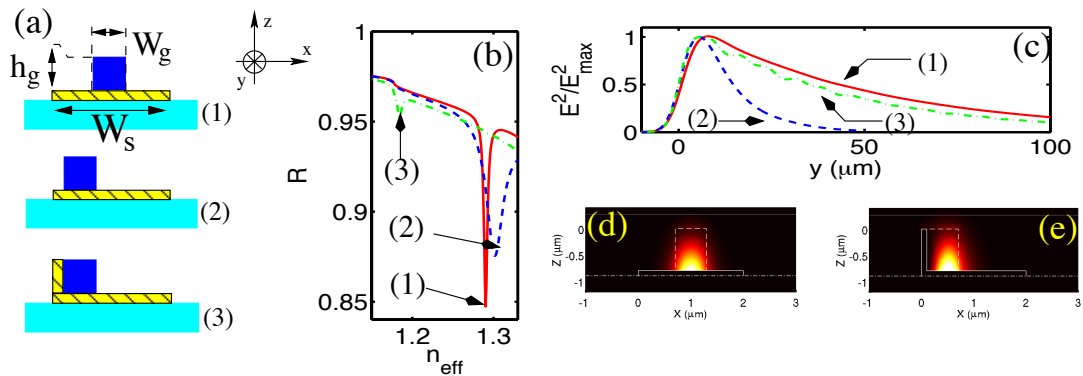 (a)
W_g
h_g
z
x
y
(1)
W_s
(2)
(3)
(b)
1
0.95
0.9
0.85
R
(3)
(2)
(1)
1.2
1.3
n_eff
(c)
1
0.5
0
E²/E²_max
(1)
(2)
(3)
0
50
100
y (μm)
(d)
0
-0.5
-1
Z (μm)
-1
0
1
2
3
X (μm)
(e)
0
-0.5
-1
Z (μm)
-1
0
1
2
3
X (μm)